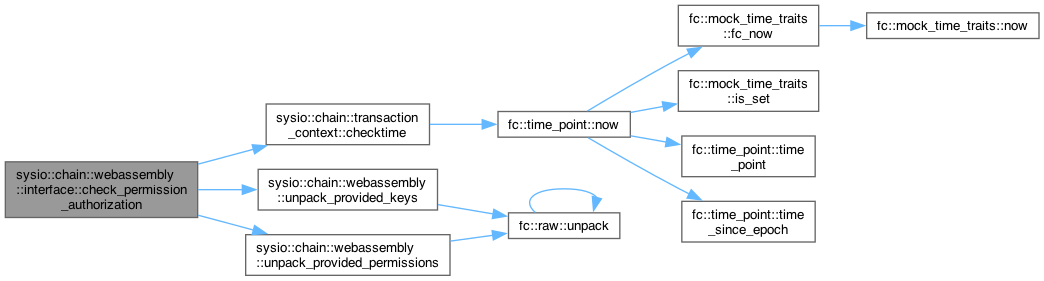 sysio::chain::webassembly
::interface::check_permission
_authorization
sysio::chain::transaction
_context::checktime
sysio::chain::webassembly
::unpack_provided_keys
sysio::chain::webassembly
::unpack_provided_permissions
fc::time_point::now
fc::raw::unpack
fc::mock_time_traits
::fc_now
fc::mock_time_traits
::is_set
fc::time_point::time
_point
fc::time_point::time
_since_epoch
fc::mock_time_traits::now